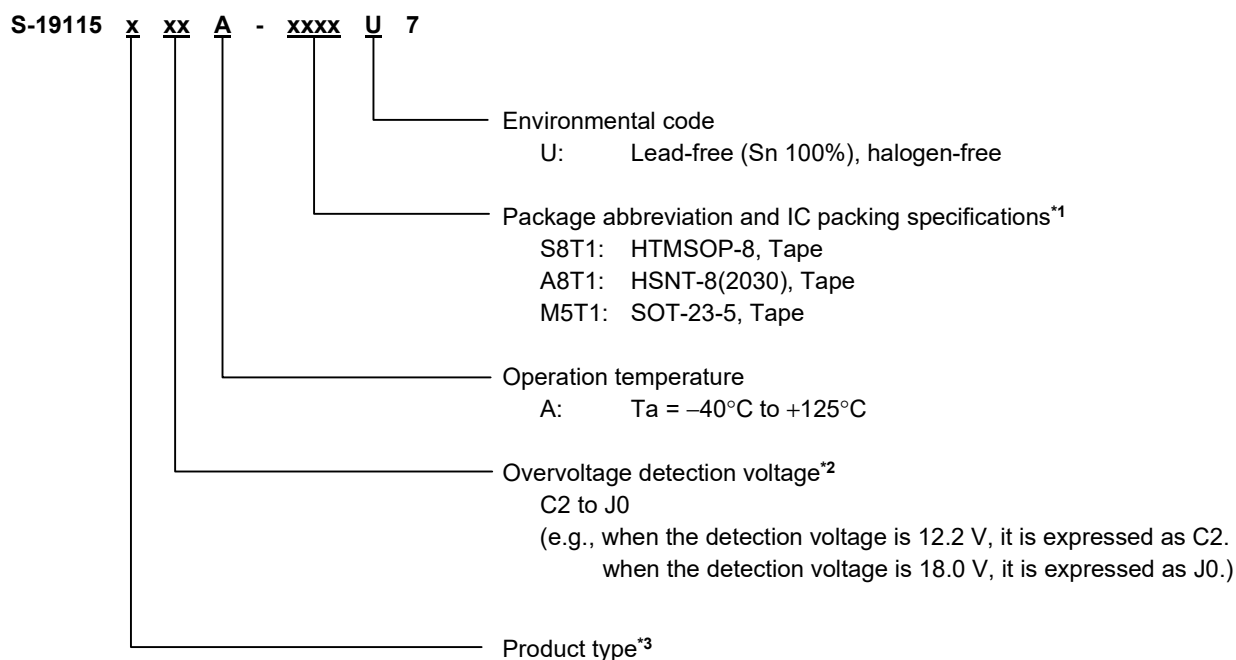 S-19115 x xx A - xxxx U 7
Environmental code
U: Lead-free (Sn 100%), halogen-free
Package abbreviation and IC packing specifications*1
S8T1: HTMSOP-8, Tape
A8T1: HSNT-8(2030), Tape
M5T1: SOT-23-5, Tape
Operation temperature
A: Ta = −40°C to +125°C
Overvoltage detection voltage*2
C2 to J0
(e.g., when the detection voltage is 12.2 V, it is expressed as C2.
when the detection voltage is 18.0 V, it is expressed as J0.)
Product type*3